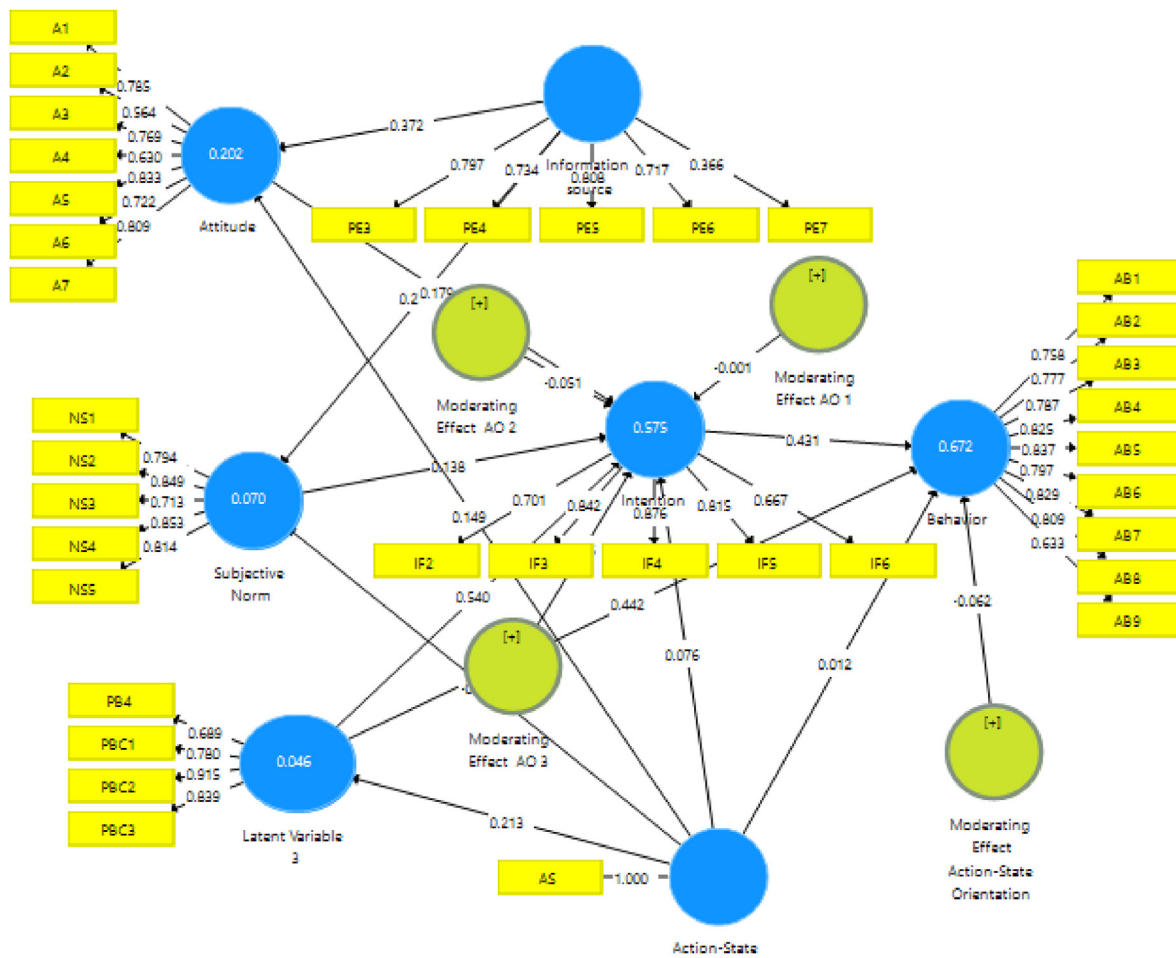 A1
A2
A3
A4
A5
A6
A7
0.785
0.564
0.769
0.630
0.833
0.722
0.809
0.202
Attitude
0.372
Information
source
0.797
0.734
0.808
0.717
0.366
PE3
PE4
PE5
PE6
PE7
0.2
0.179
[+]
Moderating
Effect AO 2
-0.051
[+]
Moderating
Effect AO 1
-0.001
NS1
NS2
NS3
NS4
NS5
0.794
0.849
0.713
0.853
0.814
0.070
Subjective
Norm
0.138
0.149
0.575
Intention
0.431
0.701
0.842
0.876
0.815
0.667
IF2
IF3
IF4
IF5
IF6
0.672
Behavior
0.758
0.777
0.787
0.825
0.837
0.797
0.829
0.809
0.633
AB1
AB2
AB3
AB4
AB5
AB6
AB7
AB8
AB9
0.540
0.442
0.076
0.012
-0.062
[+]
Moderating
Effect AO 3
PB4
PBC1
PBC2
PBC3
0.689
0.780
0.915
0.839
0.046
Latent Variable
3
0.213
AS
1.000
Action-State
[+]
Moderating
Effect
Action-State
Orientation